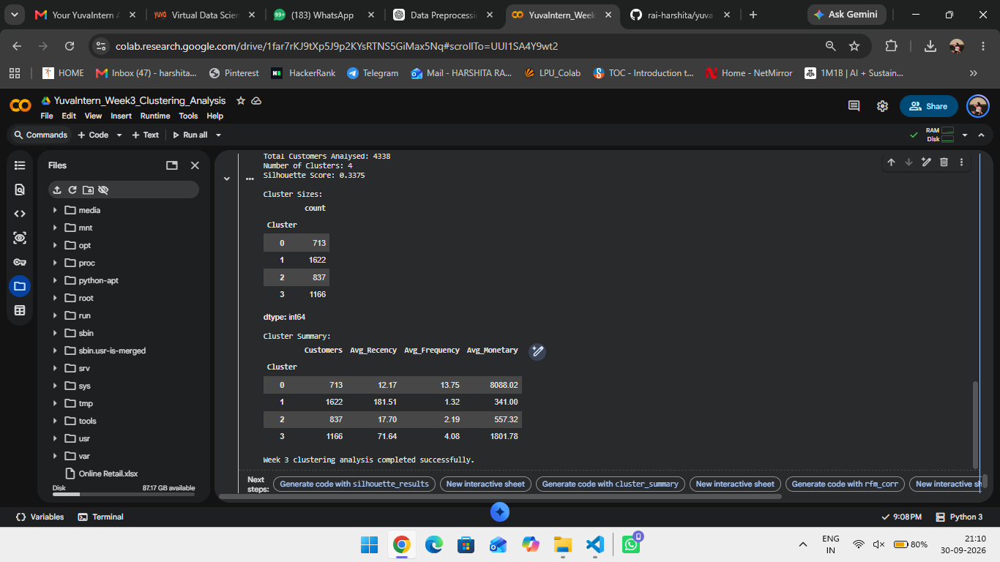 Your YuvaIntern A
Virtual Data Scien
(183) WhatsApp
Data Preprocessin
YuvaIntern_Week
rai-harshita/yuva
Ask Gemini
colab.research.google.com/drive/1far7rKJ9tXp5J9p2KYsRTNS5GiMax5Nq#scrollTo=UUI1SA4Y9wt2
HOME
Inbox (47) - harshita...
Pinterest
HackerRank
Telegram
Mail - HARSHITA RA...
LPU_Colab
TOC - Introduction t...
Home - NetMirror
1M1B | AI + Sustain...
YuvaIntern_Week3_Clustering_Analysis
File Edit View Insert Runtime Tools Help
Share
Commands + Code + Text Run all
RAM
Disk
Files
media
mnt
opt
proc
python-apt
root
run
sbin
sbin.usr-is-merged
srv
sys
tmp
tools
usr
var
Online Retail.xlsx
Disk 87.17 GB available
Total Customers Analysed: 4338
Number of Clusters: 4
Silhouette Score: 0.3375
Cluster Sizes:
count
Cluster
0 713
1 1622
2 837
3 1166
dtype: int64
Cluster Summary:
Customers Avg_Recency Avg_Frequency Avg_Monetary
Cluster
0 713 12.17 13.75 8088.02
1 1622 181.51 1.32 341.00
2 837 17.70 2.19 557.32
3 1166 71.64 4.08 1801.78
Week 3 clustering analysis completed successfully.
Next steps:
Generate code with silhouette_results
New interactive sheet
Generate code with cluster_summary
New interactive sheet
Generate code with rfm_corr
New interactive sh
Variables Terminal
9:08 PM Python 3
ENG
IN
80%
21:10
30-09-2026